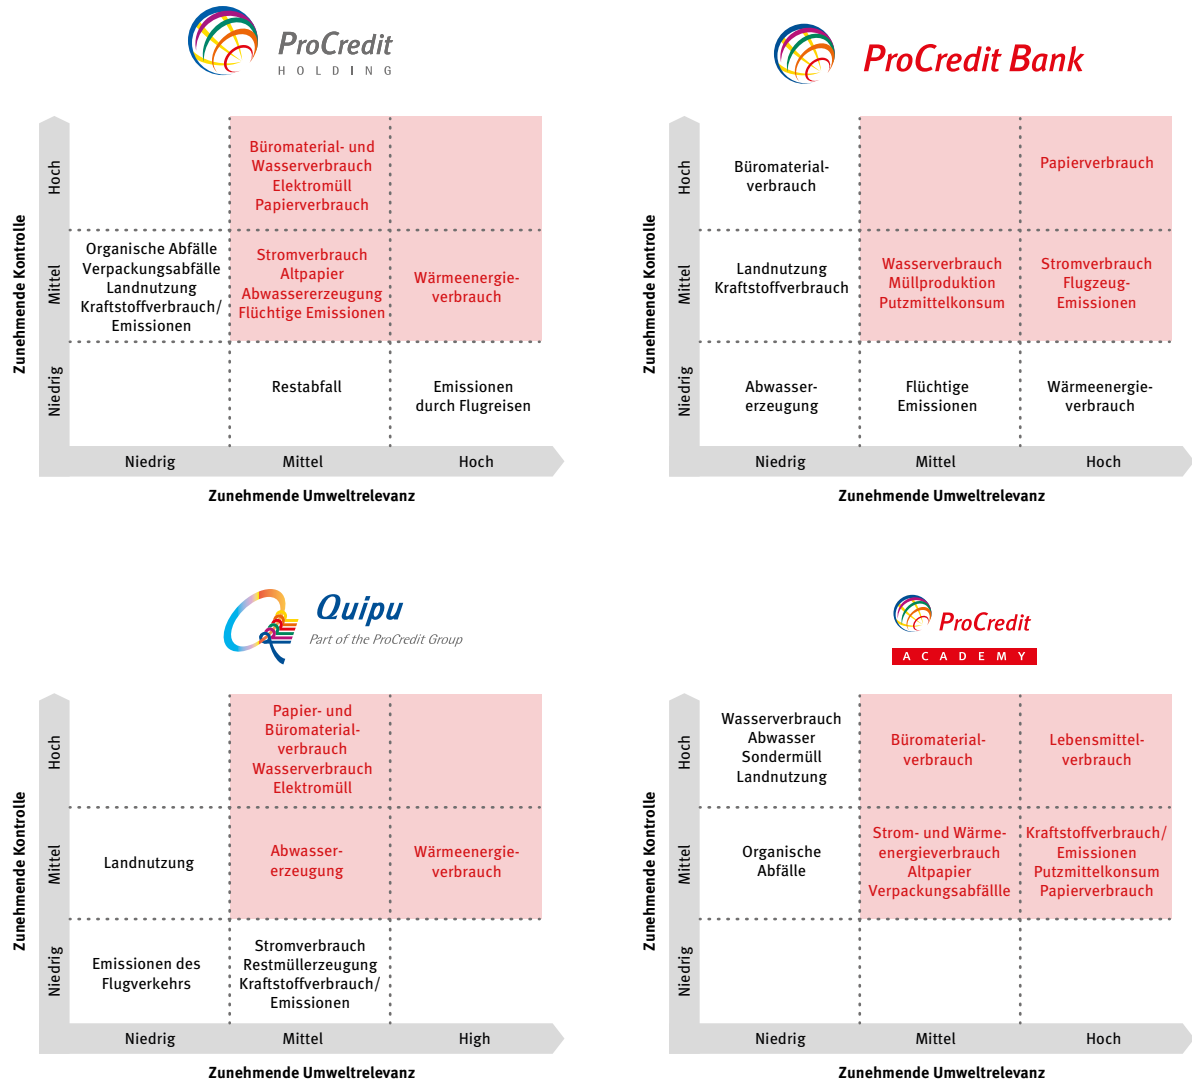 ProCredit
HOLDING
Zunehmende Kontrolle
Hoch
Mittel
Niedrig
Büromaterial- und
Wasserverbrauch
Elektromüll
Papierverbrauch
Organische Abfälle
Verpackungsabfälle
Landnutzung
Kraftstoffverbrauch/
Emissionen
Stromverbrauch
Altpapier
Abwassererzeugung
Flüchtige Emissionen
Wärmeenergie-
verbrauch
Restabfall
Emissionen
durch Flugreisen
Niedrig
Mittel
Hoch
Zunehmende Umweltrelevanz
ProCredit Bank
Zunehmende Kontrolle
Hoch
Mittel
Niedrig
Büromaterial-
verbrauch
Papierverbrauch
Landnutzung
Kraftstoffverbrauch
Wasserverbrauch
Müllproduktion
Putzmittelkonsum
Stromverbrauch
Flugzeug-
Emissionen
Abwasser-
erzeugung
Flüchtige
Emissionen
Wärmeenergie-
verbrauch
Niedrig
Mittel
Hoch
Zunehmende Umweltrelevanz
Quipu
Part of the ProCredit Group
Zunehmende Kontrolle
Hoch
Mittel
Niedrig
Papier- und
Büromaterial-
verbrauch
Wasserverbrauch
Elektromüll
Landnutzung
Abwasser-
erzeugung
Wärmeenergie-
verbrauch
Emissionen des
Flugverkehrs
Stromverbrauch
Restmüllerzeugung
Kraftstoffverbrauch/
Emissionen
Niedrig
Mittel
High
Zunehmende Umweltrelevanz
ProCredit
ACADEMY
Zunehmende Kontrolle
Hoch
Mittel
Niedrig
Wasserverbrauch
Abwasser
Sondermüll
Landnutzung
Büromaterial-
verbrauch
Lebensmittel-
verbrauch
Organische
Abfälle
Strom- und Wärme-
energieverbrauch
Altpapier
Verpackungsabfällle
Kraftstoffverbrauch/
Emissionen
Putzmittelkonsum
Papierverbrauch
Niedrig
Mittel
Hoch
Zunehmende Umweltrelevanz